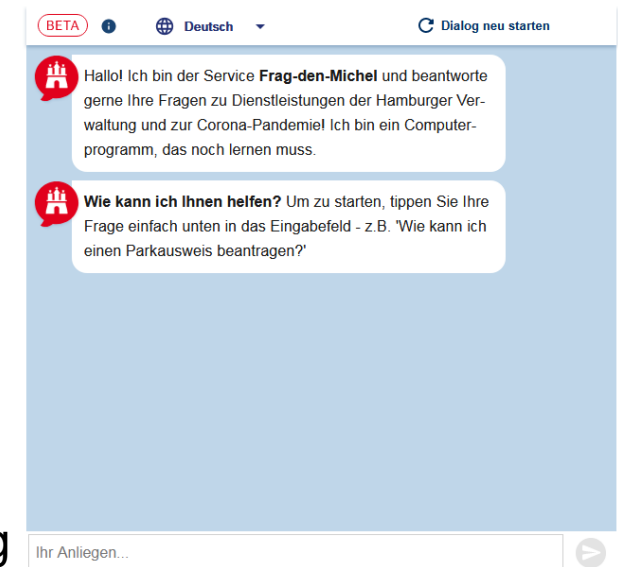 BETA Deutsch Dialog neu starten
Hallo! Ich bin der Service Frag-den-Michel und beantworte
gerne Ihre Fragen zu Dienstleistungen der Hamburger Ver-
waltung und zur Corona-Pandemie! Ich bin ein Computer-
programm, das noch lernen muss.
Wie kann ich Ihnen helfen? Um zu starten, tippen Sie Ihre
Frage einfach unten in das Eingabefeld - z.B. 'Wie kann ich
einen Parkausweis beantragen?'
g
Ihr Anliegen...